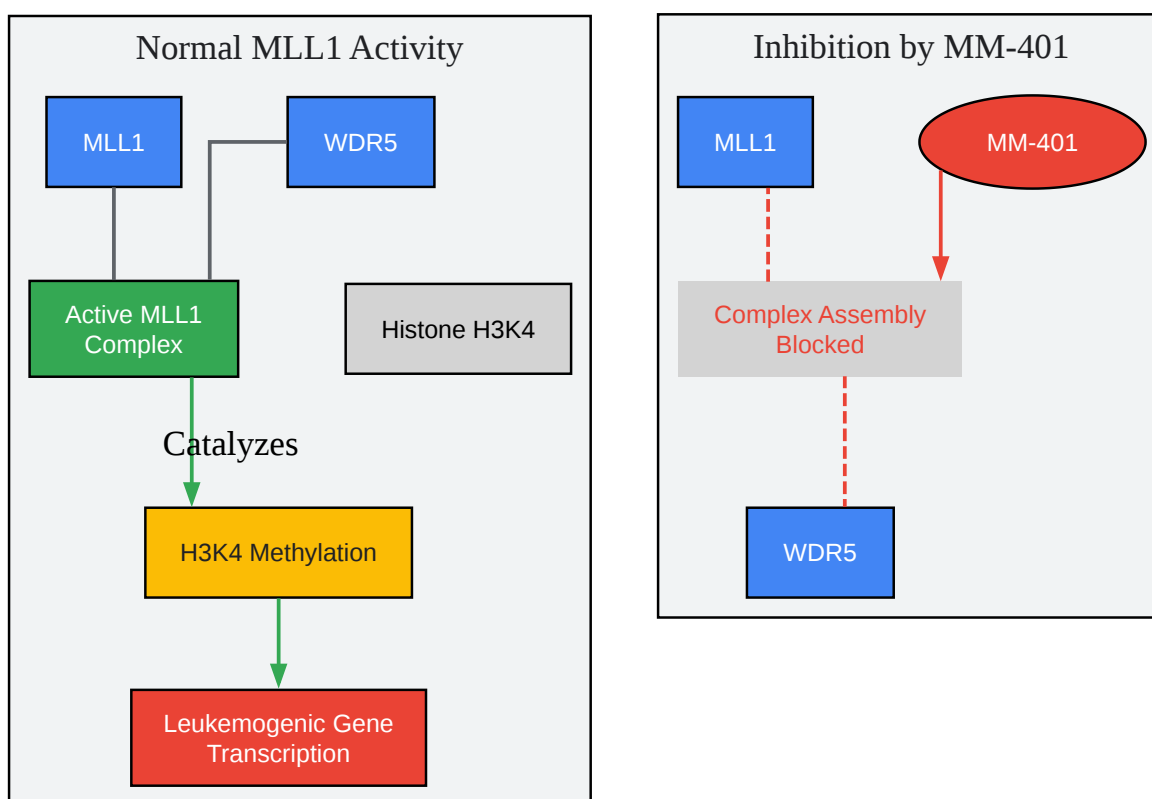 Normal MLL1 Activity
MLL1
WDR5
Active MLL1
Complex
Histone H3K4
Catalyzes
H3K4 Methylation
Leukemogenic Gene
Transcription
Inhibition by MM-401
MLL1
MM-401
Complex Assembly
Blocked
WDR5